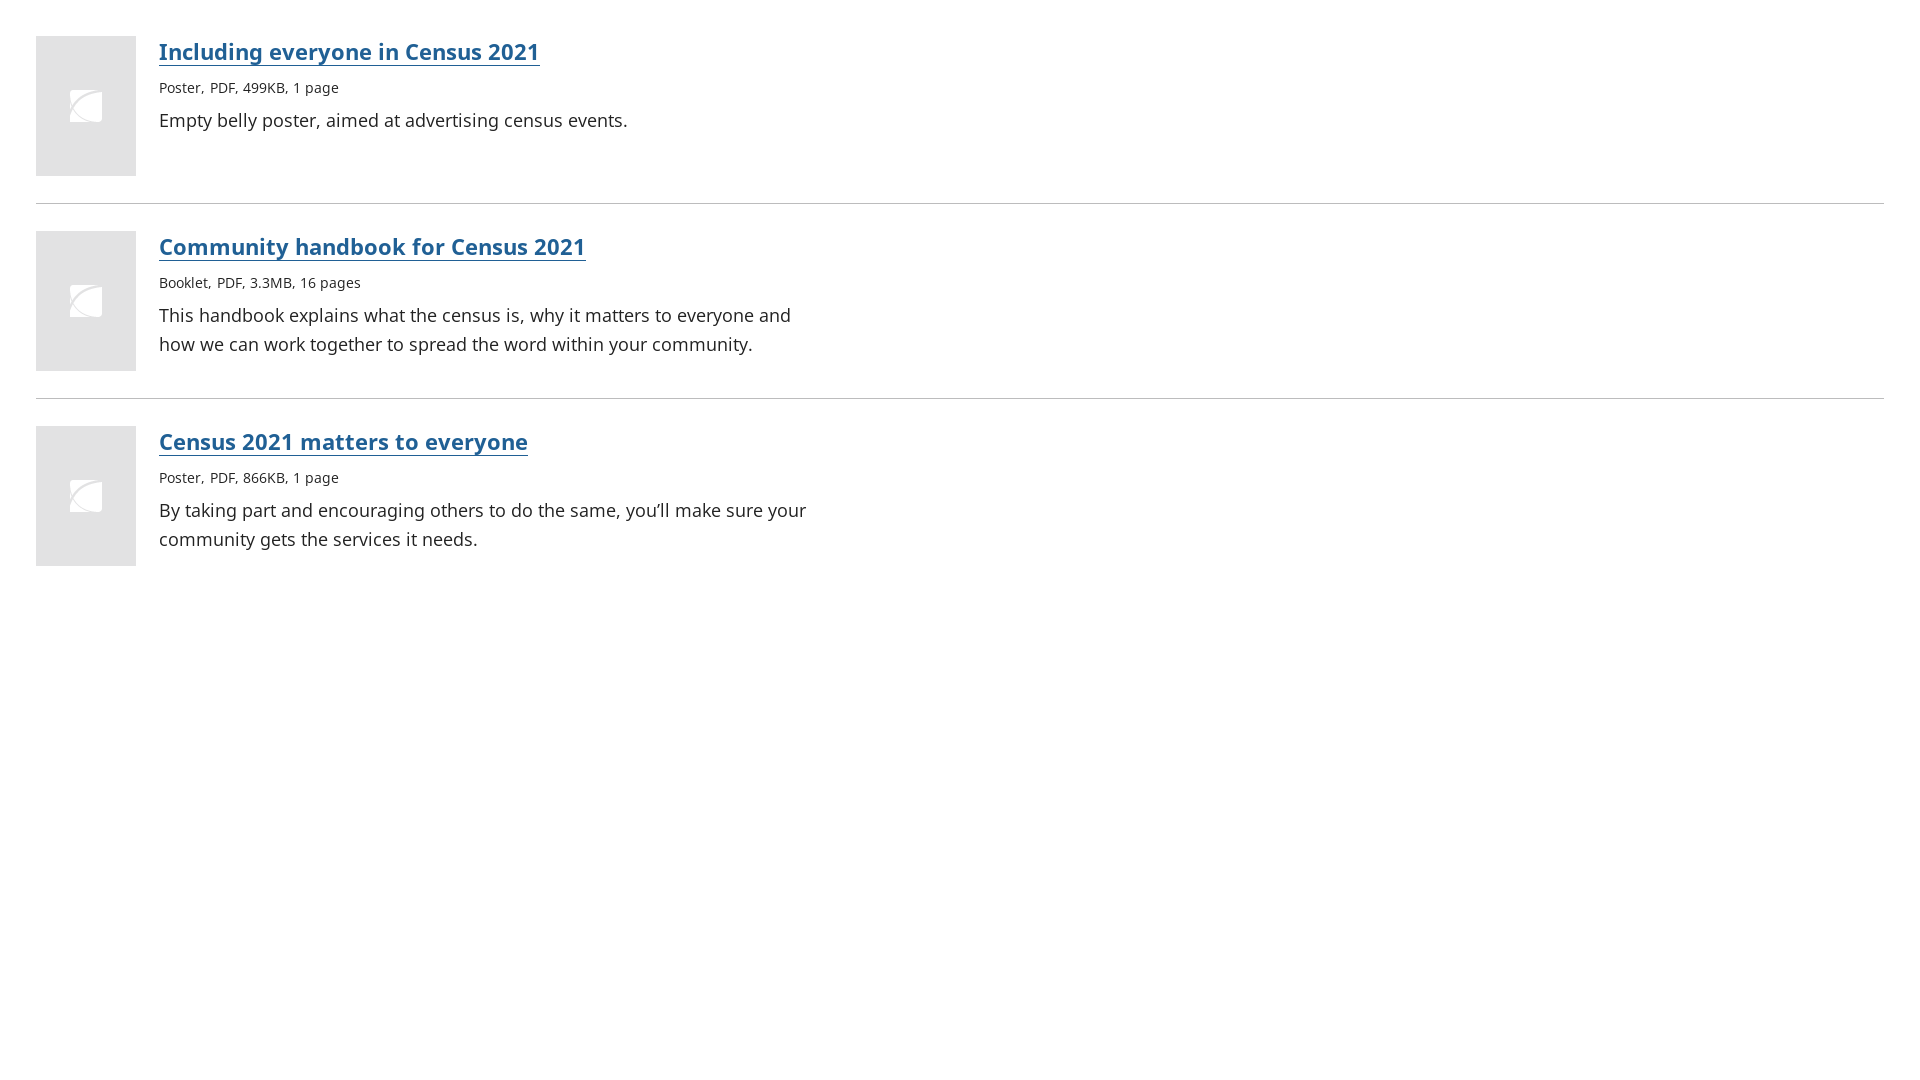 Including everyone in Census 2021
Poster, PDF, 499KB, 1 page
Empty belly poster, aimed at advertising census events.
Community handbook for Census 2021
Booklet, PDF, 3.3MB, 16 pages
This handbook explains what the census is, why it matters to everyone and
how we can work together to spread the word within your community.
Census 2021 matters to everyone
Poster, PDF, 866KB, 1 page
By taking part and encouraging others to do the same, you’ll make sure your
community gets the services it needs.